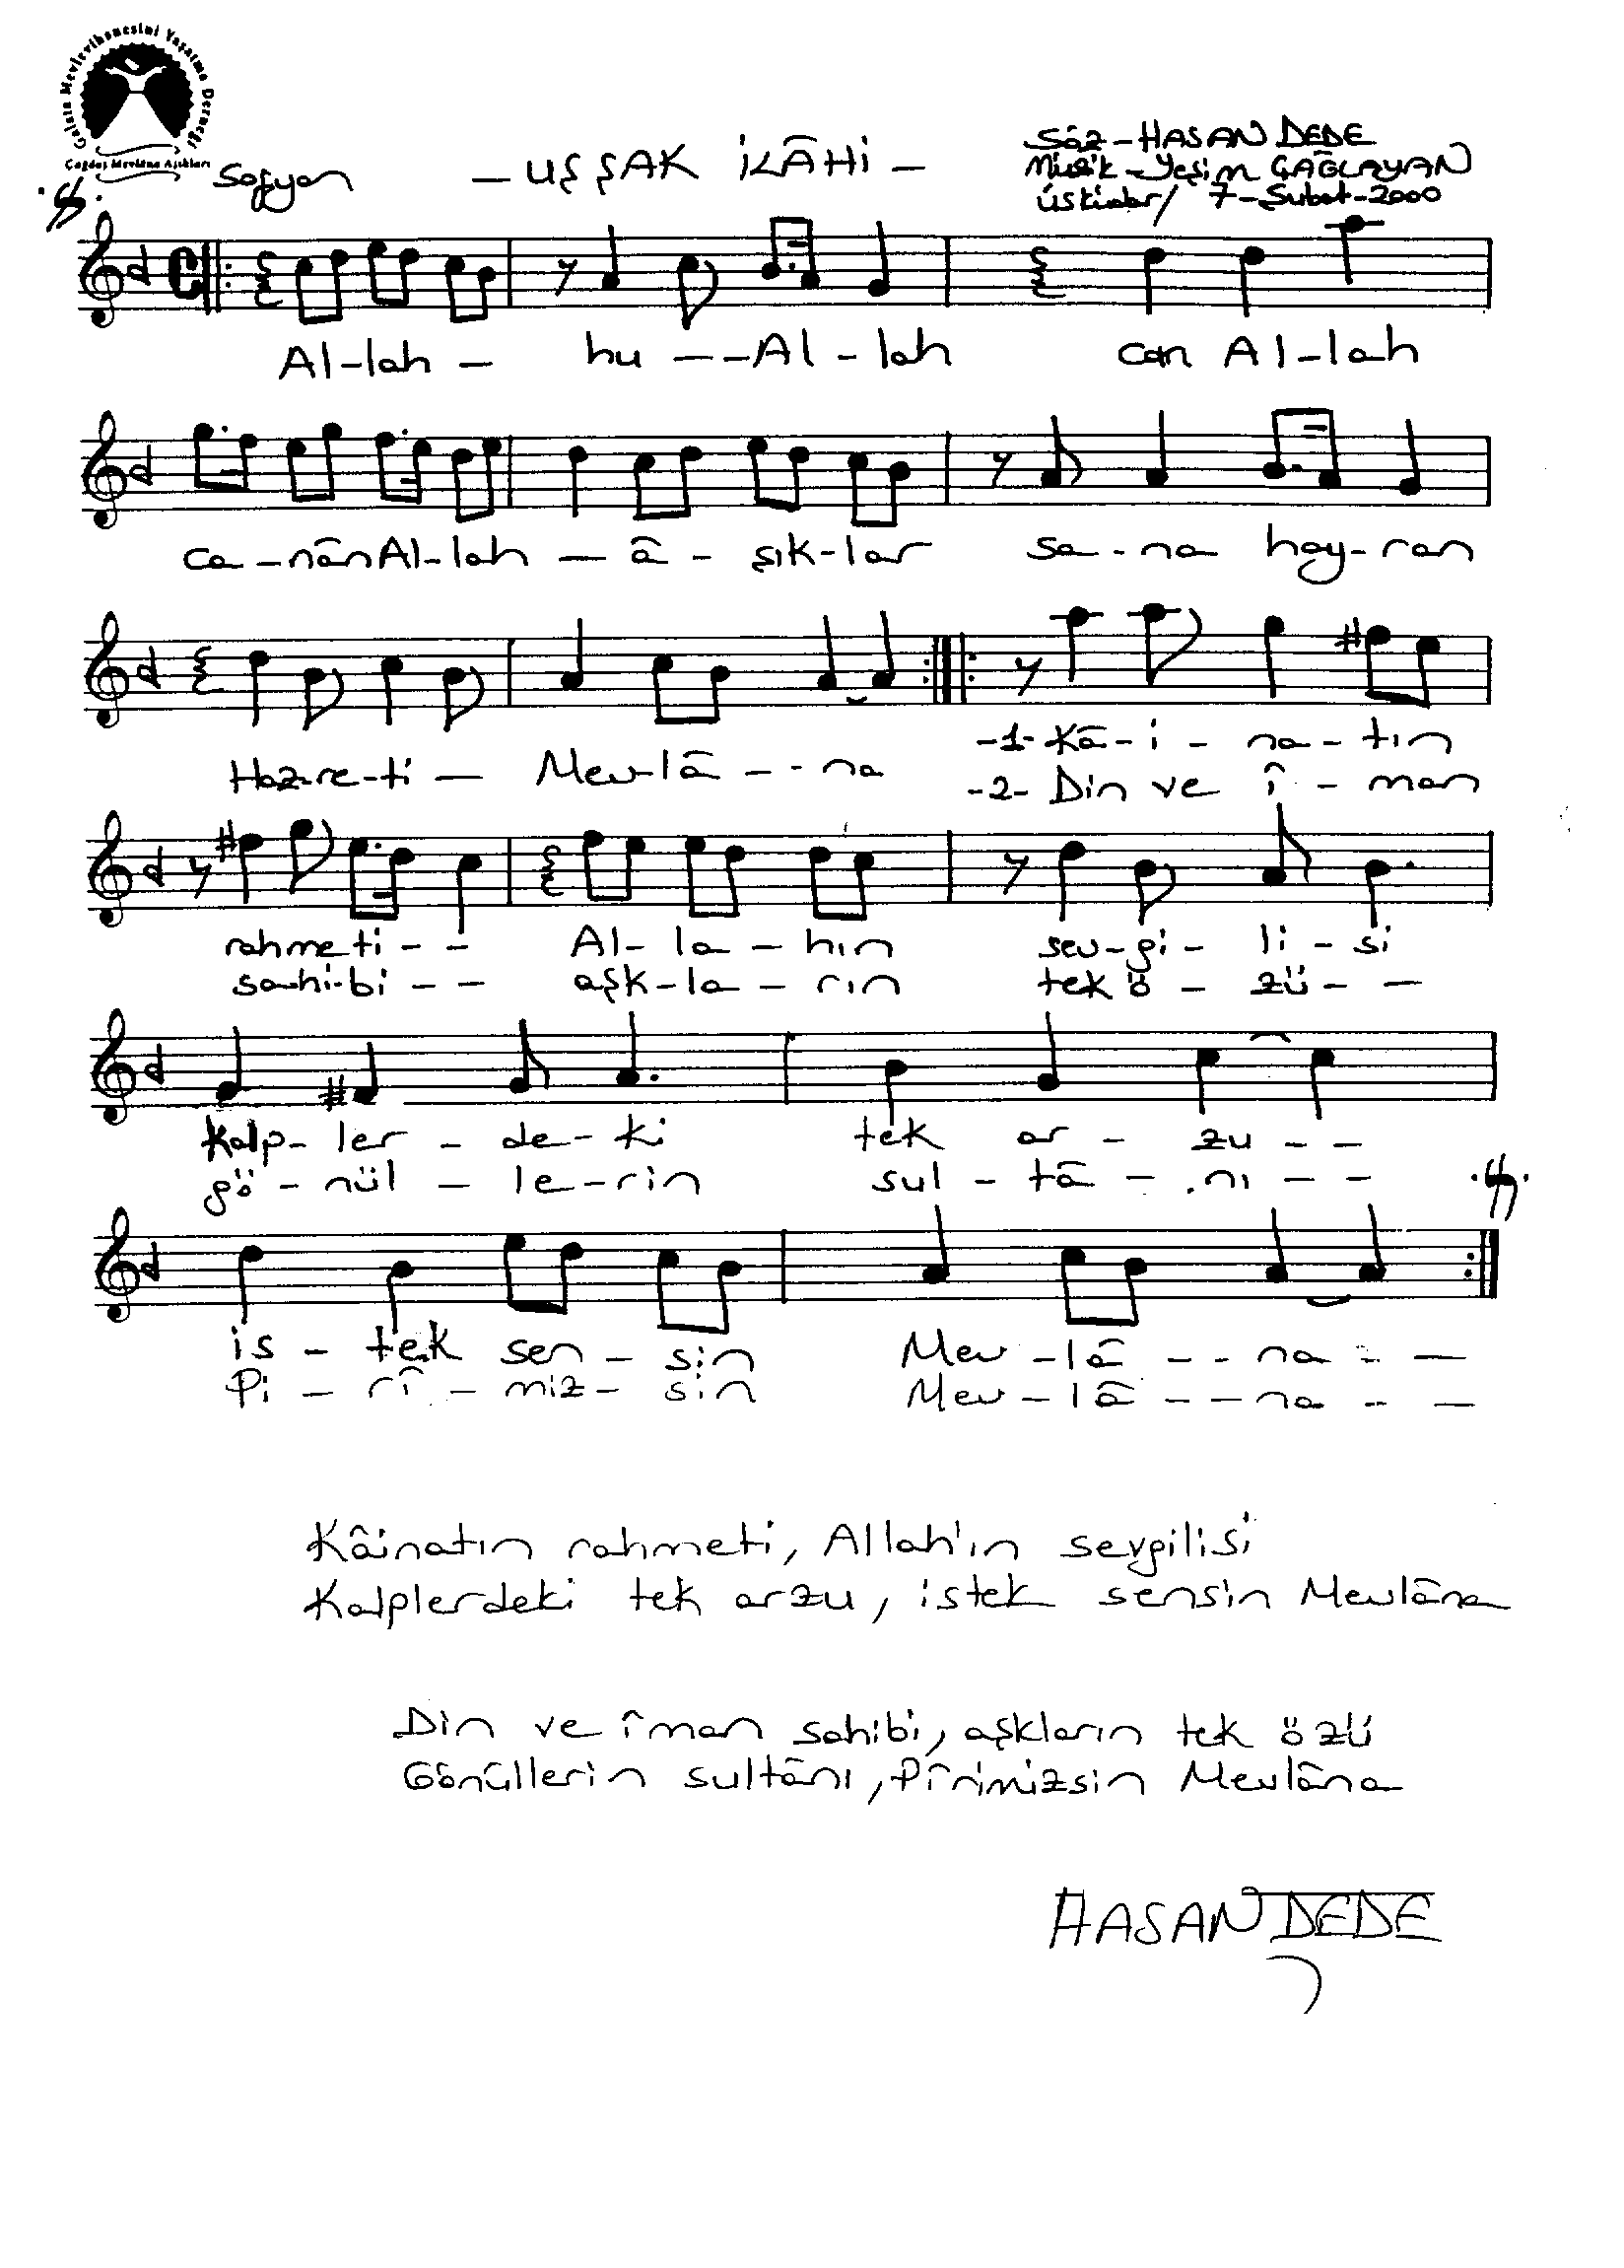 Galata Mevlevihanesini Yaşatma Derneği
Çağdaş Mevlâna Aşıkları
Sofyan
- UŞŞAK İLÂHİ -
Söz - HASAN DEDE
Müzik - Yeşim ÇAĞLAYAN
Üsküdar / 7 - Şubat - 2000
Al-lah - hu - - Al - lah can Al-lah
ca - nân Al-lah - â - şık-lar sa - na hay-ran
Haz-re-ti - Mev-lâ - - na
-1- Kâ - i - na - tın
-2- Din ve î - man
rahmeti - - Al - la - hın sev-gi - li - si
sa-hi-bi - - aşk-la - rın tek ö - zü - -
Kalp - ler - de - ki tek ar - zu - -
gö - nül - le - rin sul - tâ - nı - -
is - tek sen - sin Mev - lâ - - na - -
Pi - rî - miz - sin Mev - lâ - - na - -
Kâinatın rahmeti, Allah'ın sevgilisi
Kalplerdeki tek arzu, istek sensin Mevlâna
Din ve îman sahibi, aşkların tek özü
Gönüllerin sultânı, Pîrimizsin Mevlâna
HASAN DEDE